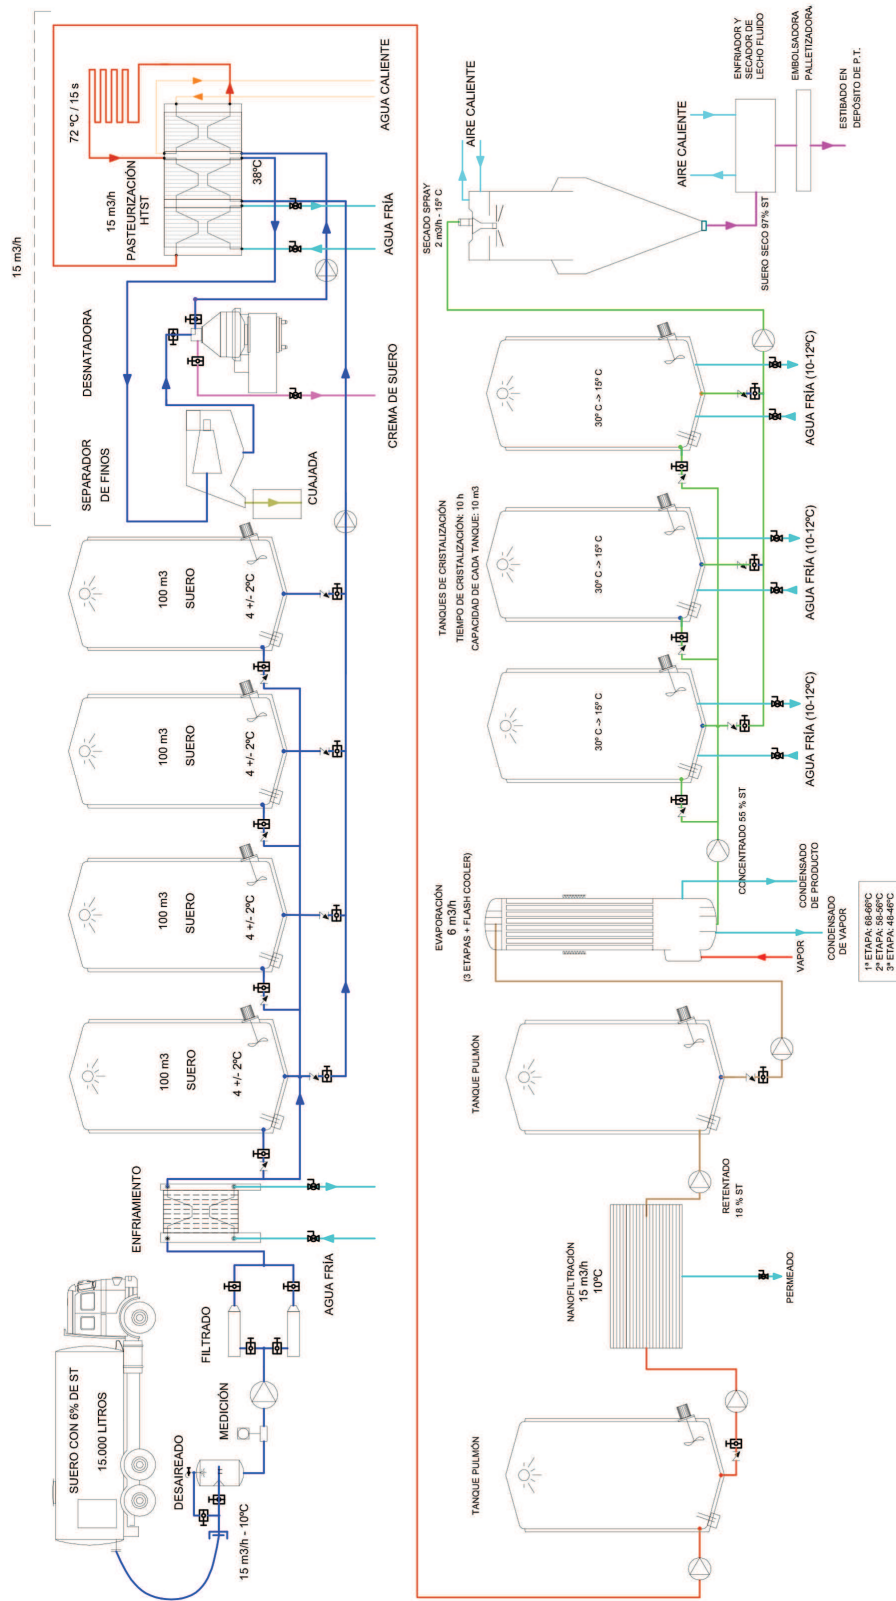 SUERO CON 6% DE ST
15.000 LITROS
15 m3/h - 10ºC
DESAIREADO
MEDICIÓN
FILTRADO
AGUA FRÍA
ENFRIAMIENTO
100 m3
SUERO
4 +/- 2ºC
100 m3
SUERO
4 +/- 2ºC
100 m3
SUERO
4 +/- 2ºC
100 m3
SUERO
4 +/- 2ºC
15 m3/h
SEPARADOR
DE FINOS
CUAJADA
DESNATADORA
CREMA DE SUERO
15 m3/h
PASTEURIZACIÓN
HTST
72 ºC / 15 s
38ºC
AGUA FRÍA
AGUA CALIENTE
TANQUE PULMÓN
NANOFILTRACIÓN
15 m3/h
10ºC
PERMEADO
RETENTADO
18 % ST
TANQUE PULMÓN
EVAPORACIÓN
6 m3/h
(3 ETAPAS + FLASH COOLER)
VAPOR
CONDENSADO
DE VAPOR
CONDENSADO
DE PRODUCTO
1ª ETAPA: 68-66ºC
2ª ETAPA: 58-56ºC
3ª ETAPA: 48-46ºC
CONCENTRADO 55 % ST
TANQUES DE CRISTALIZACIÓN
TIEMPO DE CRISTALIZACIÓN: 10 h
CAPACIDAD DE CADA TANQUE: 10 m3
30º C -> 15º C
AGUA FRÍA (10-12ºC)
30º C -> 15º C
AGUA FRÍA (10-12ºC)
30º C -> 15º C
AGUA FRÍA (10-12ºC)
SECADO SPRAY
2 m3/h - 15º C
AIRE CALIENTE
SUERO SECO 97% ST
AIRE CALIENTE
ENFRIADOR Y
SECADOR DE
LECHO FLUIDO
EMBOLSADORA
PALLETIZADORA
ESTIBADO EN
DEPÓSITO DE P.T.